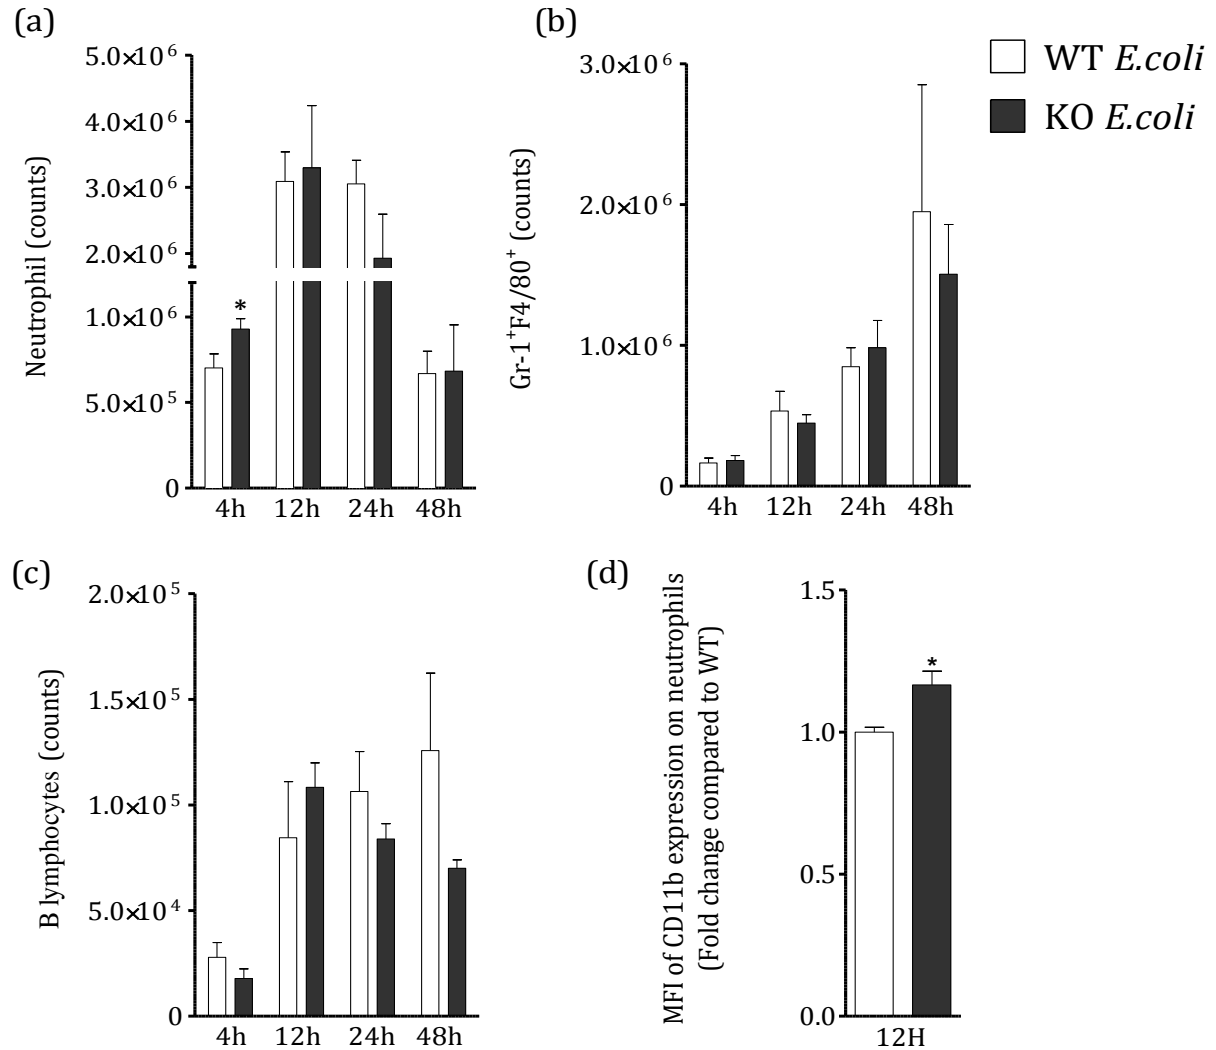 (a)
Neutrophil (counts)
5.0×10⁶
4.0×10⁶
3.0×10⁶
2.0×10⁶
1.0×10⁶
5.0×10⁵
0
*
4h 12h 24h 48h
(b)
Gr-1⁺F4/80⁺ (counts)
3.0×10⁶
2.0×10⁶
1.0×10⁶
0
4h 12h 24h 48h
WT E.coli
KO E.coli
(c)
B lymphocytes (counts)
2.0×10⁵
1.5×10⁵
1.0×10⁵
5.0×10⁴
0
4h 12h 24h 48h
(d)
MFI of CD11b expression on neutrophils
(Fold change compared to WT)
1.5
1.0
0.5
0.0
*
12H